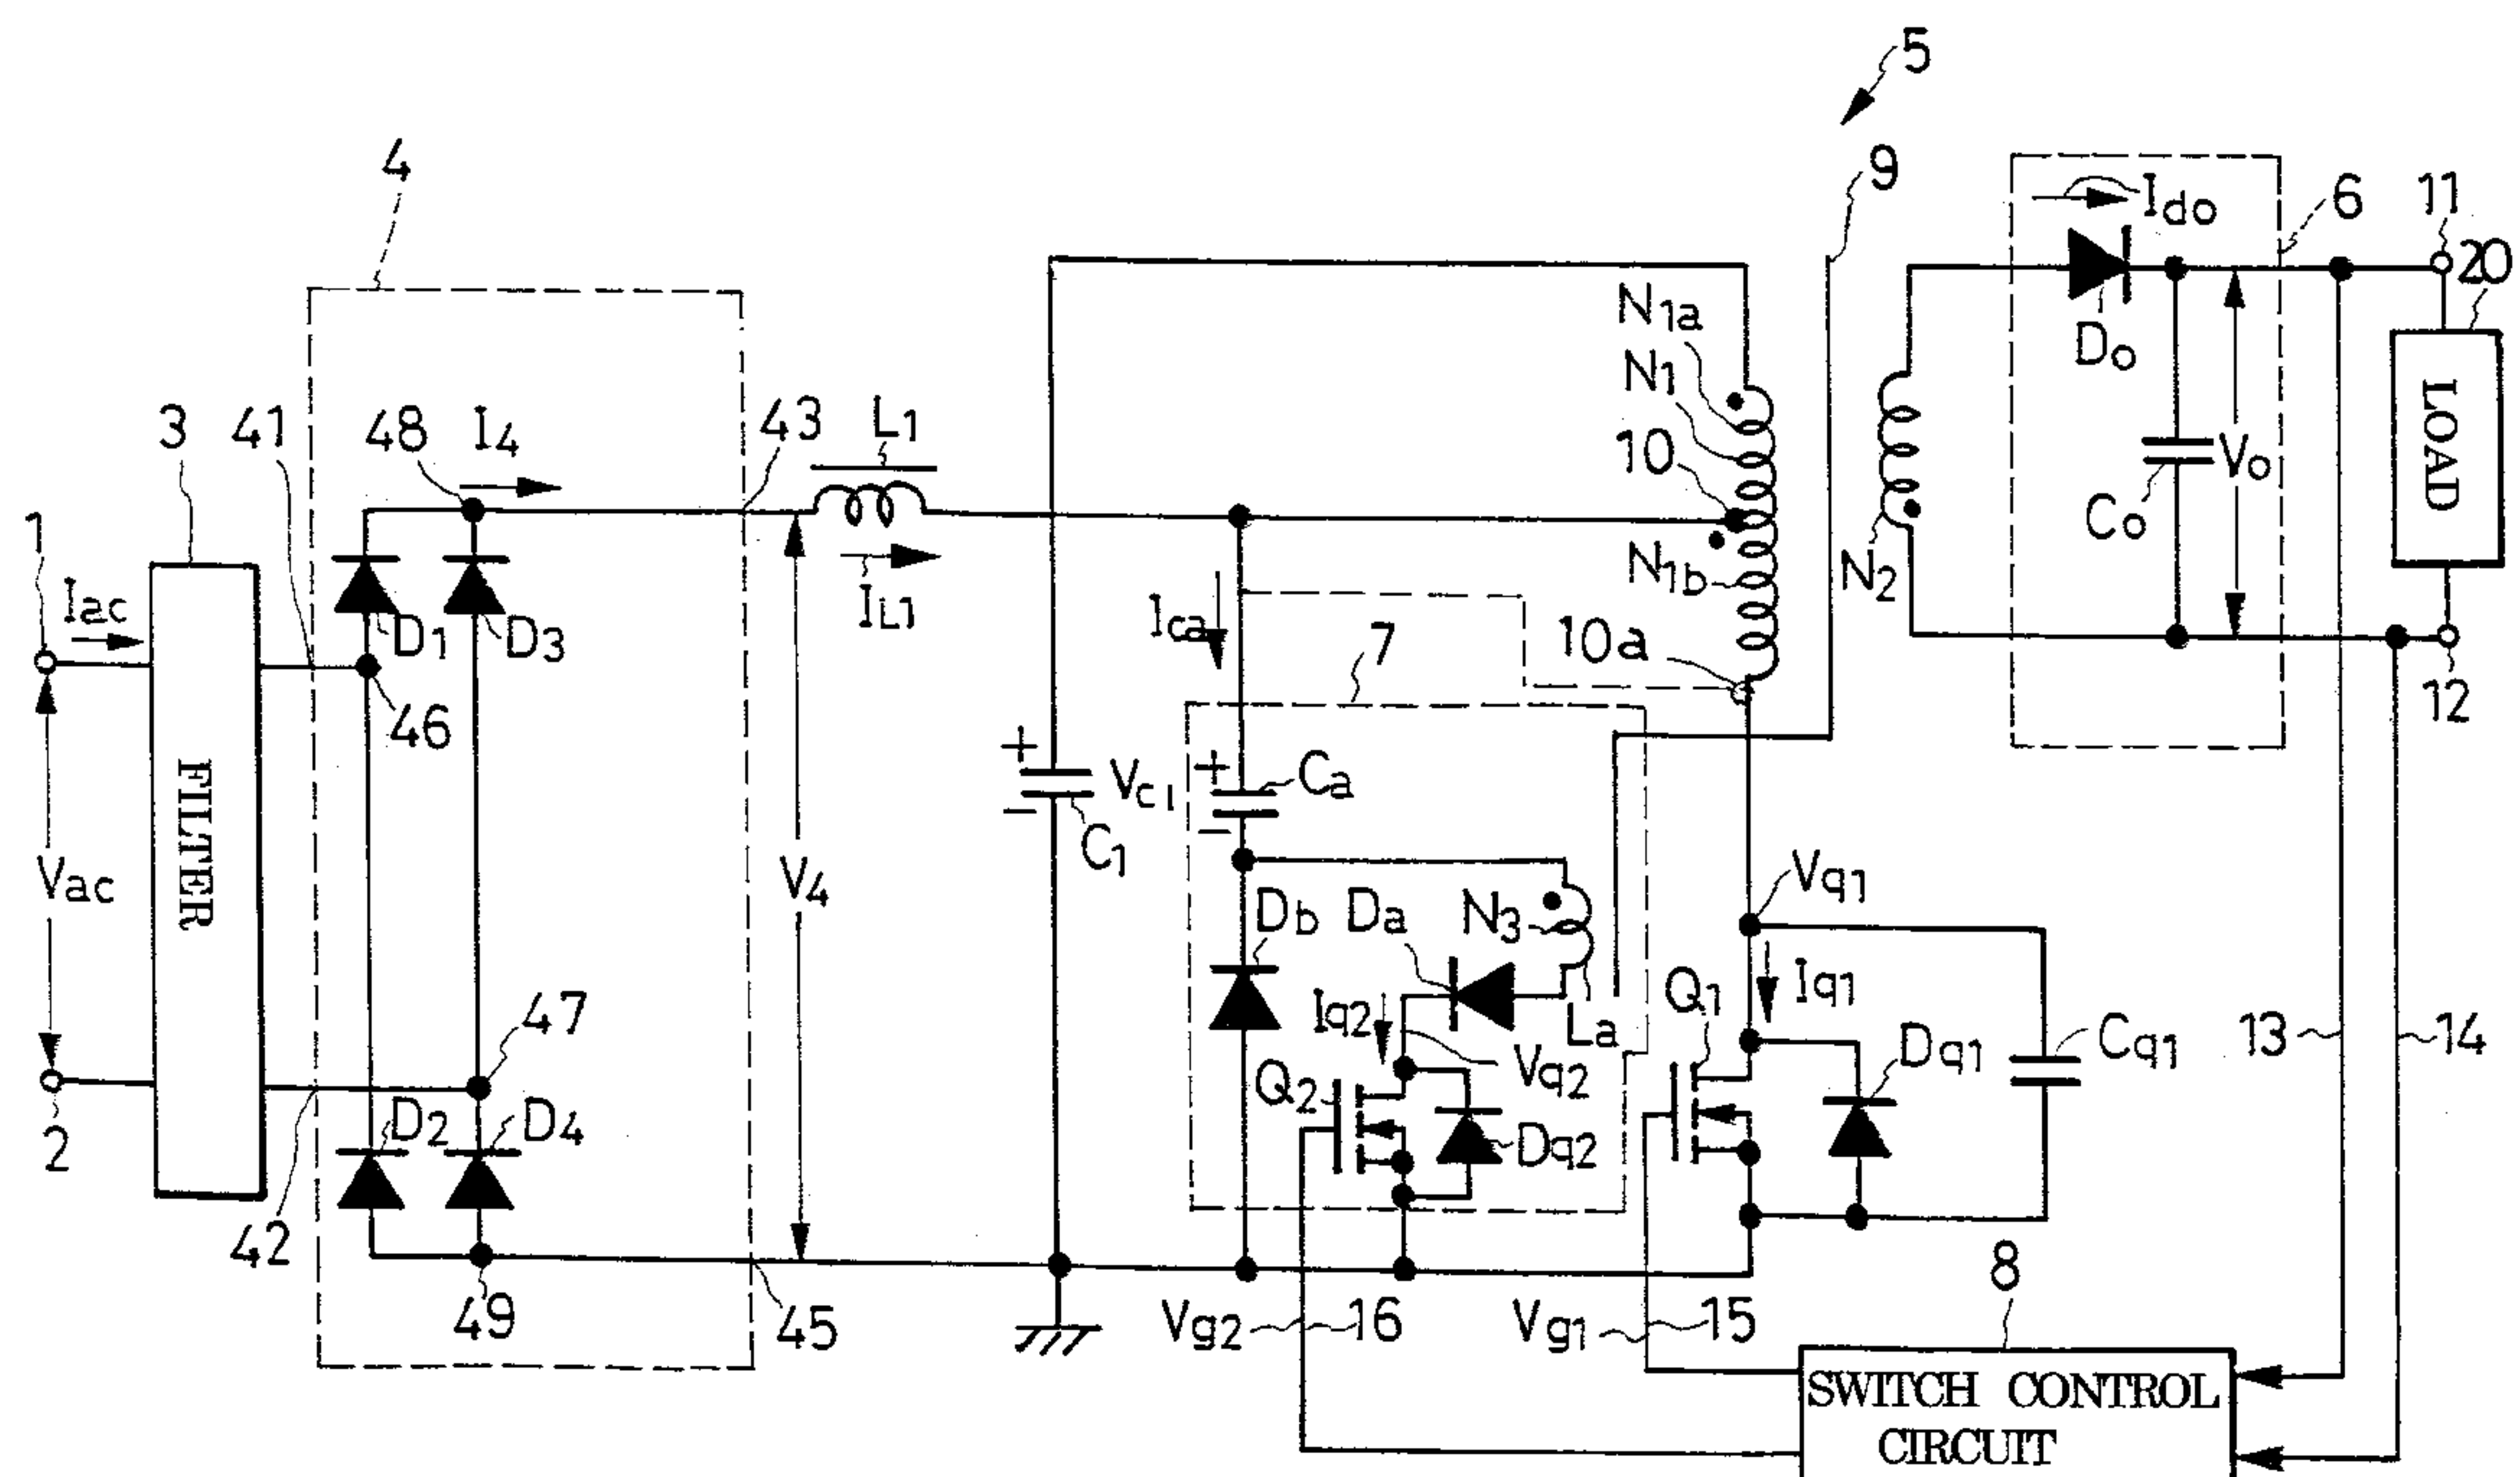 5
4
9
Ido
6
11
20
N1a
N1
10
Do
LOAD
3
41
48
I4
43
L1
Vo
Co
1
Iac
D1
D3
IL1
N1b
N2
Ica
10a
7
12
46
FILTER
+
Vc1
+
Ca
-
C1
-
Vac
V4
Vq1
Db
Da
N3
47
Iq2
La
Q1
Iq1
13
14
Cq1
Dq1
Vq2
Q2
Dq2
2
D2
D4
42
49
45
Vg2
16
Vg1
15
8
SWITCH CONTROL
CIRCUIT